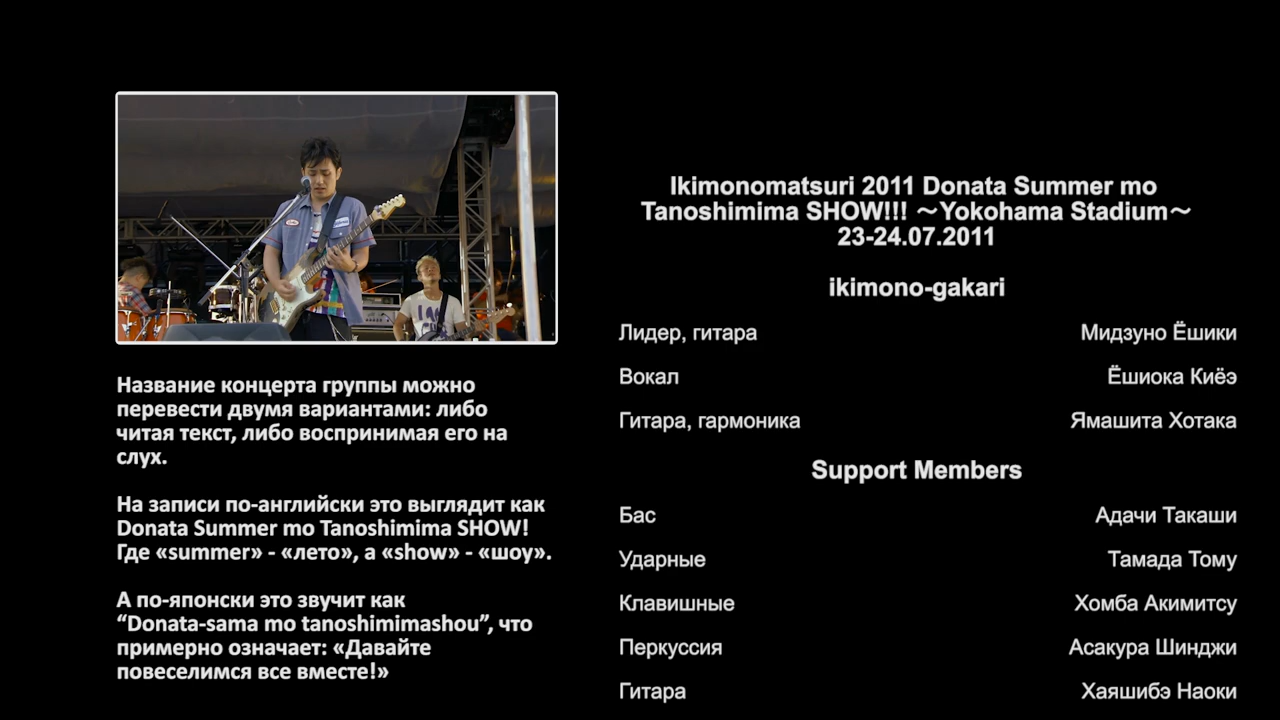 Название концерта группы можно
перевести двумя вариантами: либо
читая текст, либо воспринимая его на
слух.
На записи по-английски это выглядит как
Donata Summer mo Tanoshimima SHOW!
Где «summer» - «лето», а «show» - «шоу».
А по-японски это звучит как
“Donata-sama mo tanoshimimashou”, что
примерно означает: «Давайте
повеселимся все вместе!»
Ikimonomatsuri 2011 Donata Summer mo
Tanoshimima SHOW!!! ～Yokohama Stadium～
23-24.07.2011
ikimono-gakari
Лидер, гитара Мидзуно Ёшики
Вокал Ёшиока Киёэ
Гитара, гармоника Ямашита Хотака
Support Members
Бас Адачи Такаши
Ударные Тамада Тому
Клавишные Хомба Акимитсу
Перкуссия Асакура Шинджи
Гитара Хаяшибэ Наоки